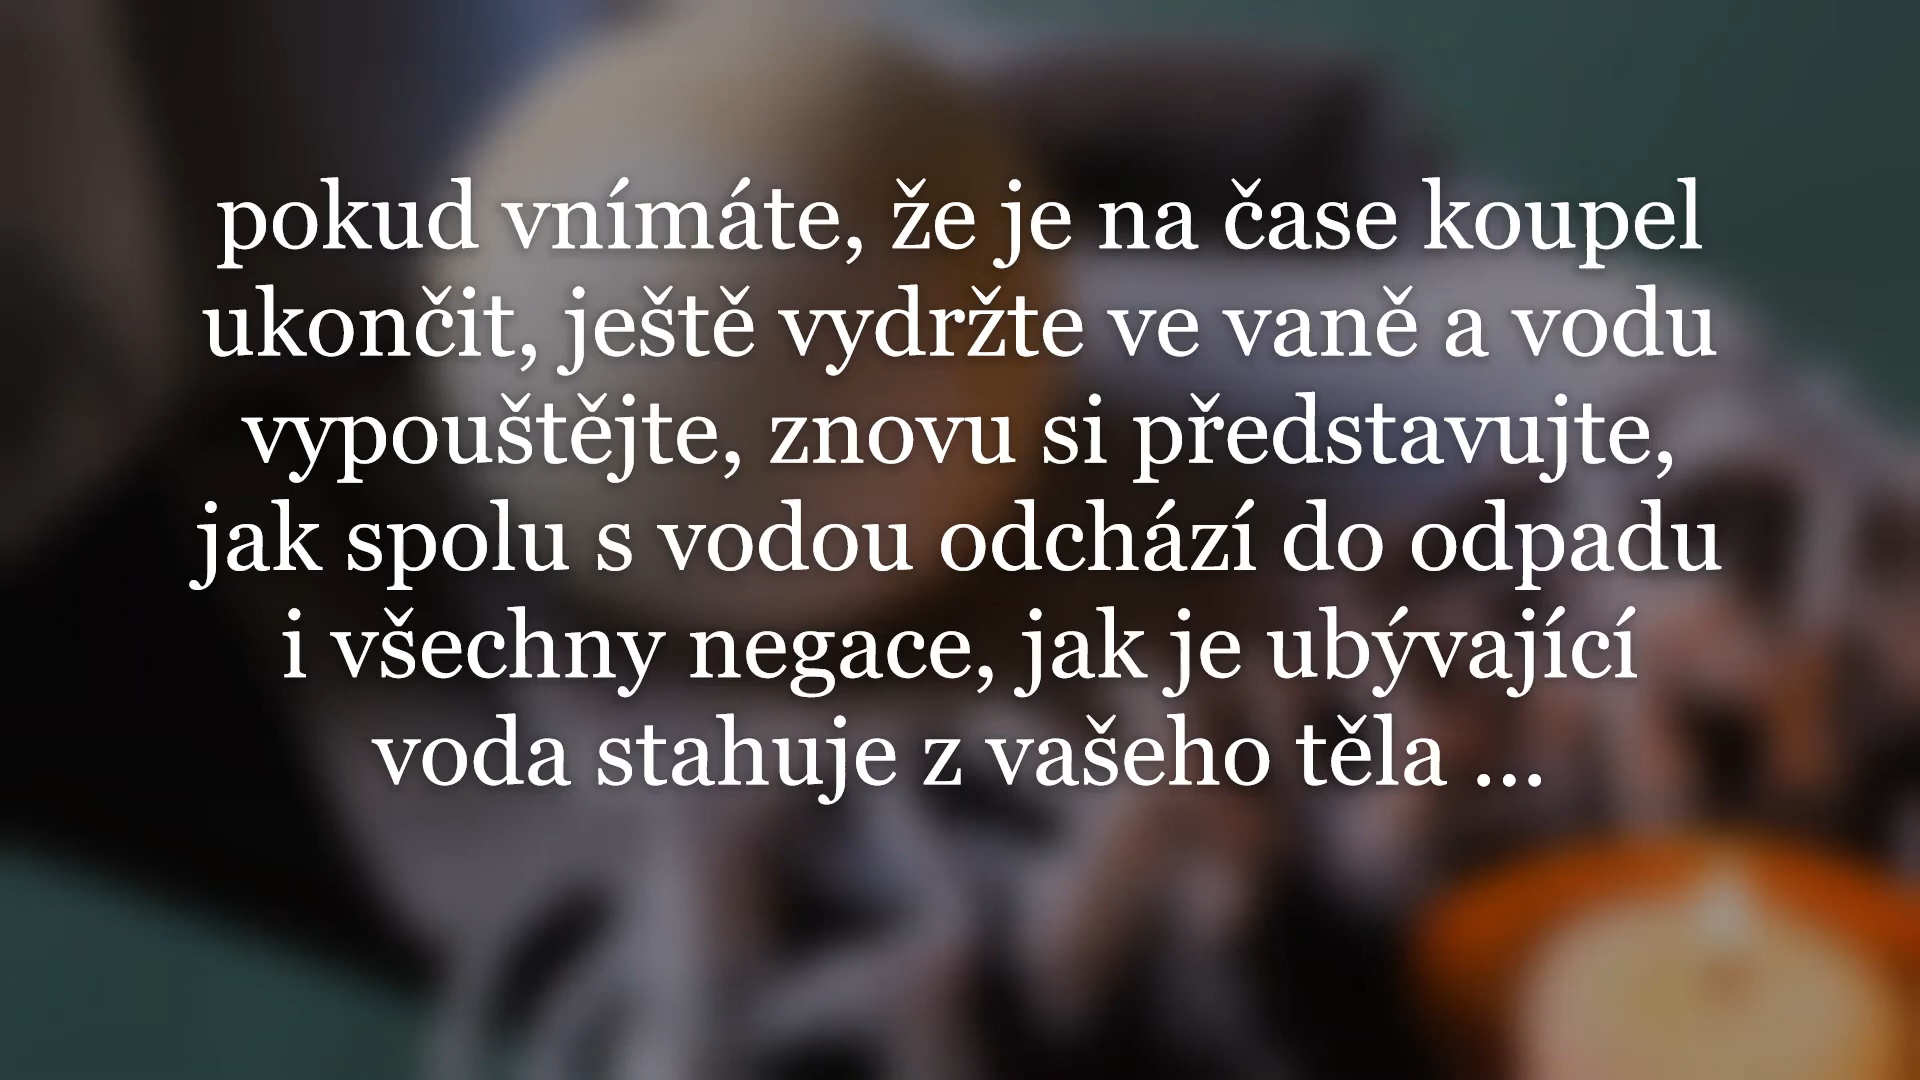 pokud vnímáte, že je na čase koupel
ukončit, ještě vydržte ve vaně a vodu
vypouštějte, znovu si představujte,
jak spolu s vodou odchází do odpadu
i všechny negace, jak je ubývající
voda stahuje z vašeho těla ...